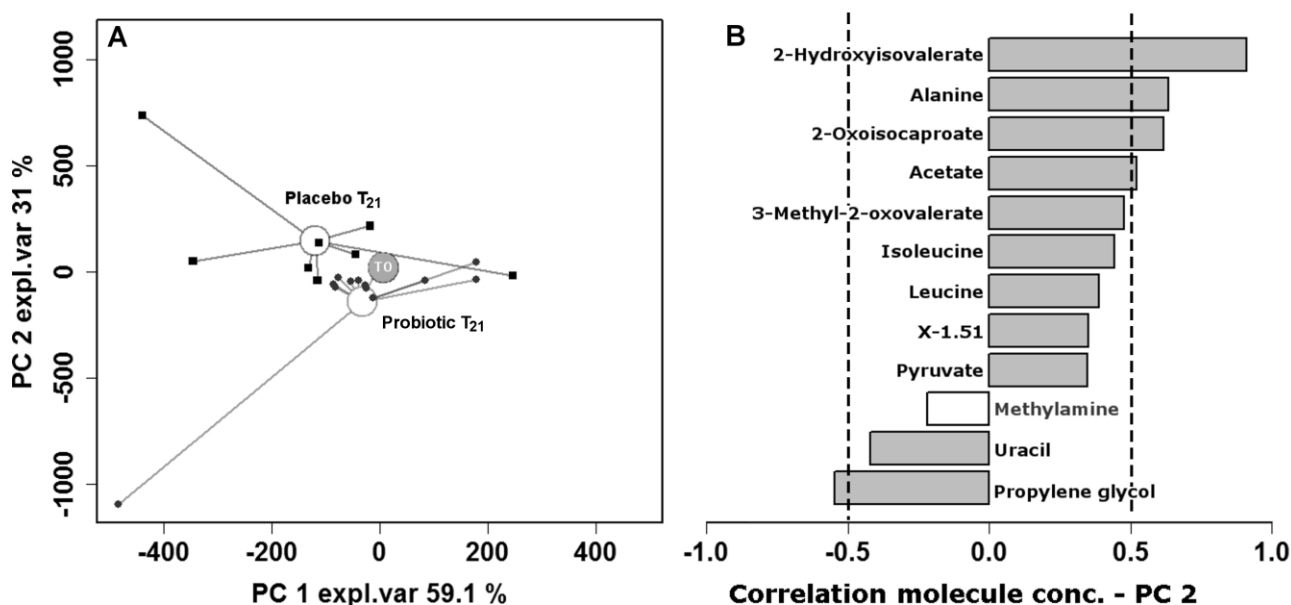 A
1000
500
0
-500
-1000
PC 2 expl.var 31 %
Placebo T21
T0
Probiotic T21
-400 -200 0 200 400
PC 1 expl.var 59.1 %
B
2-Hydroxyisovalerate
Alanine
2-Oxoisocaproate
Acetate
3-Methyl-2-oxovalerate
Isoleucine
Leucine
X-1.51
Pyruvate
Methylamine
Uracil
Propylene glycol
-1.0 -0.5 0.0 0.5 1.0
Correlation molecule conc. - PC 2